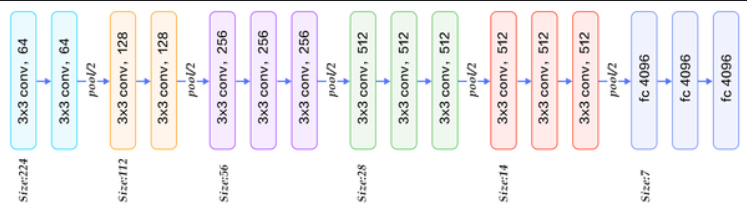 3x3 conv, 64
3x3 conv, 64
pool/2
3x3 conv, 128
3x3 conv, 128
pool/2
3x3 conv, 256
3x3 conv, 256
3x3 conv, 256
pool/2
3x3 conv, 512
3x3 conv, 512
3x3 conv, 512
pool/2
3x3 conv, 512
3x3 conv, 512
3x3 conv, 512
pool/2
fc 4096
fc 4096
fc 4096
Size:224
Size:112
Size:56
Size:28
Size:14
Size:7